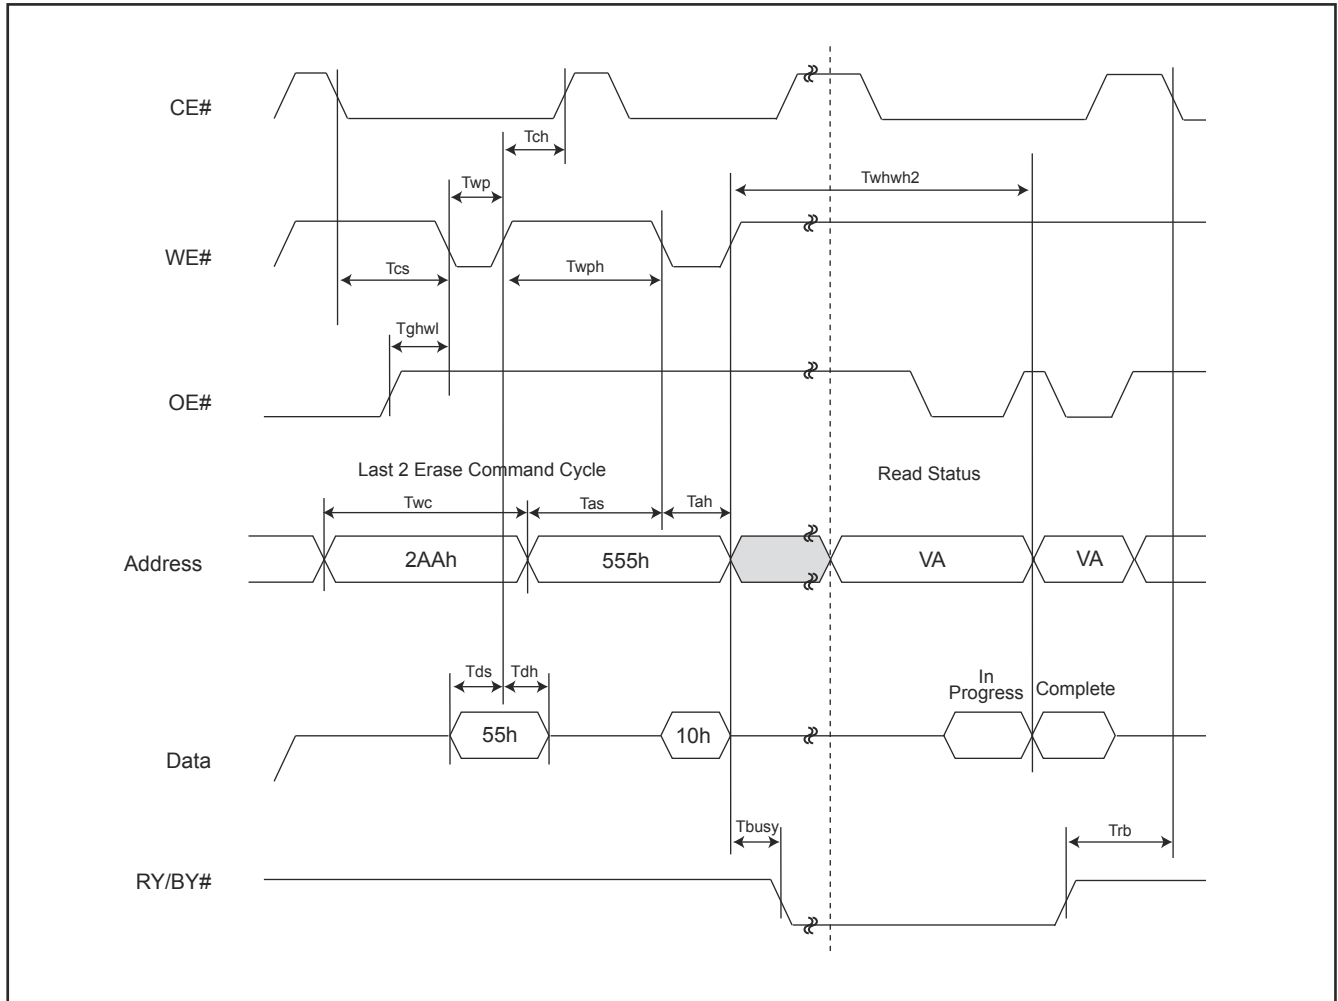 CE#
Tch
Twp
Twhwh2
WE#
Tcs
Twph
Tghwl
OE#
Last 2 Erase Command Cycle
Read Status
Twc
Tas
Tah
Address
2AAh
555h
VA
VA
Tds
Tdh
In
Progress
Complete
55h
10h
Data
Tbusy
Trb
RY/BY#